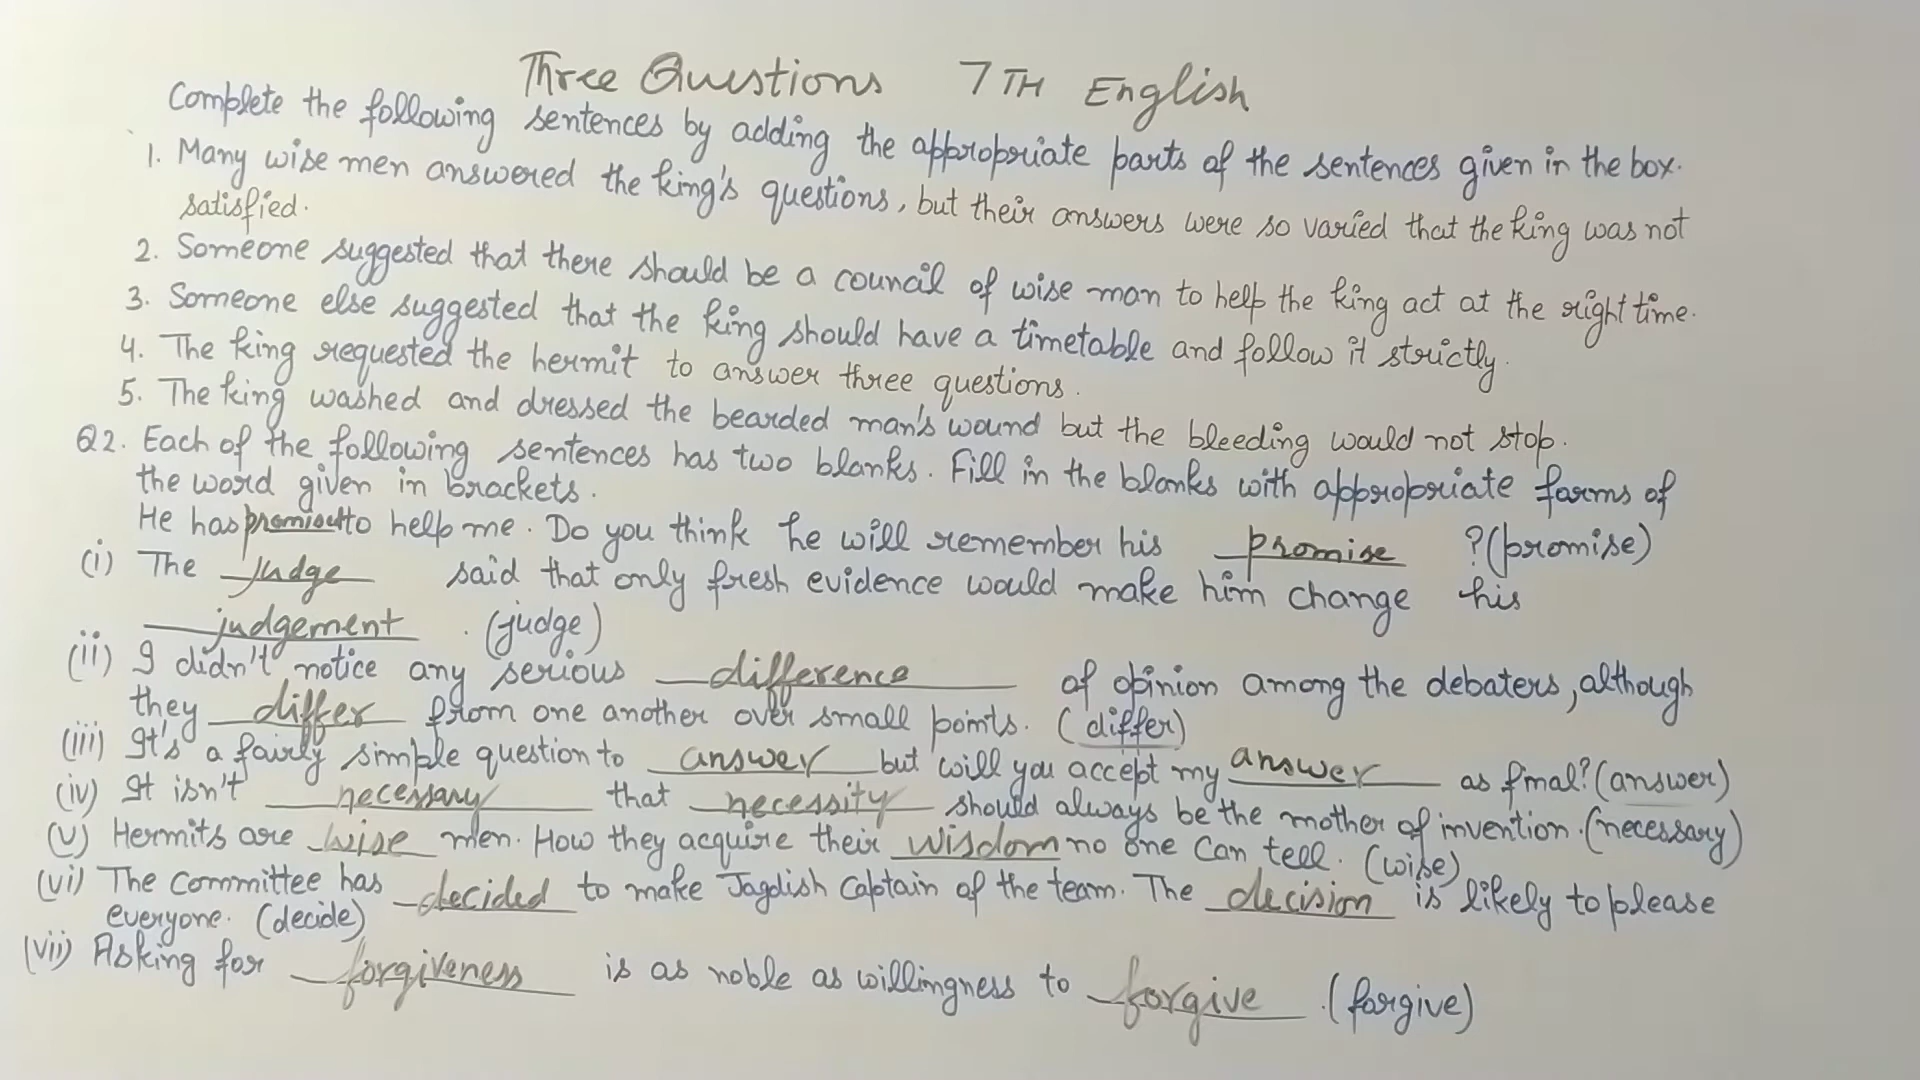 Three Questions 7TH English
Complete the following sentences by adding the appropriate parts of the sentences given in the box.
1. Many wise men answered the king's questions, but their answers were so varied that the king was not
satisfied.
2. Someone suggested that there should be a council of wise man to help the king act at the right time.
3. Someone else suggested that the king should have a timetable and follow it strictly.
4. The king requested the hermit to answer three questions.
5. The king washed and dressed the bearded man's wound but the bleeding would not stop.
Q2. Each of the following sentences has two blanks. Fill in the blanks with appropriate forms of
the word given in brackets.
He has promised to help me. Do you think he will remember his promise ? (promise)
(i) The judge said that only fresh evidence would make him change his
judgement . (judge)
(ii) I didn't notice any serious difference of opinion among the debaters, although
they differ from one another over small points. (differ)
(iii) It's a fairly simple question to answer but will you accept my answer as final? (answer)
(iv) It isn't necessary that necessity should always be the mother of invention. (necessary)
(v) Hermits are wise men. How they acquire their wisdom no one can tell. (wise)
(vi) The Committee has decided to make Jagdish Captain of the team. The decision is likely to please
everyone. (decide)
(vii) Asking for forgiveness is as noble as willingness to forgive . (forgive)